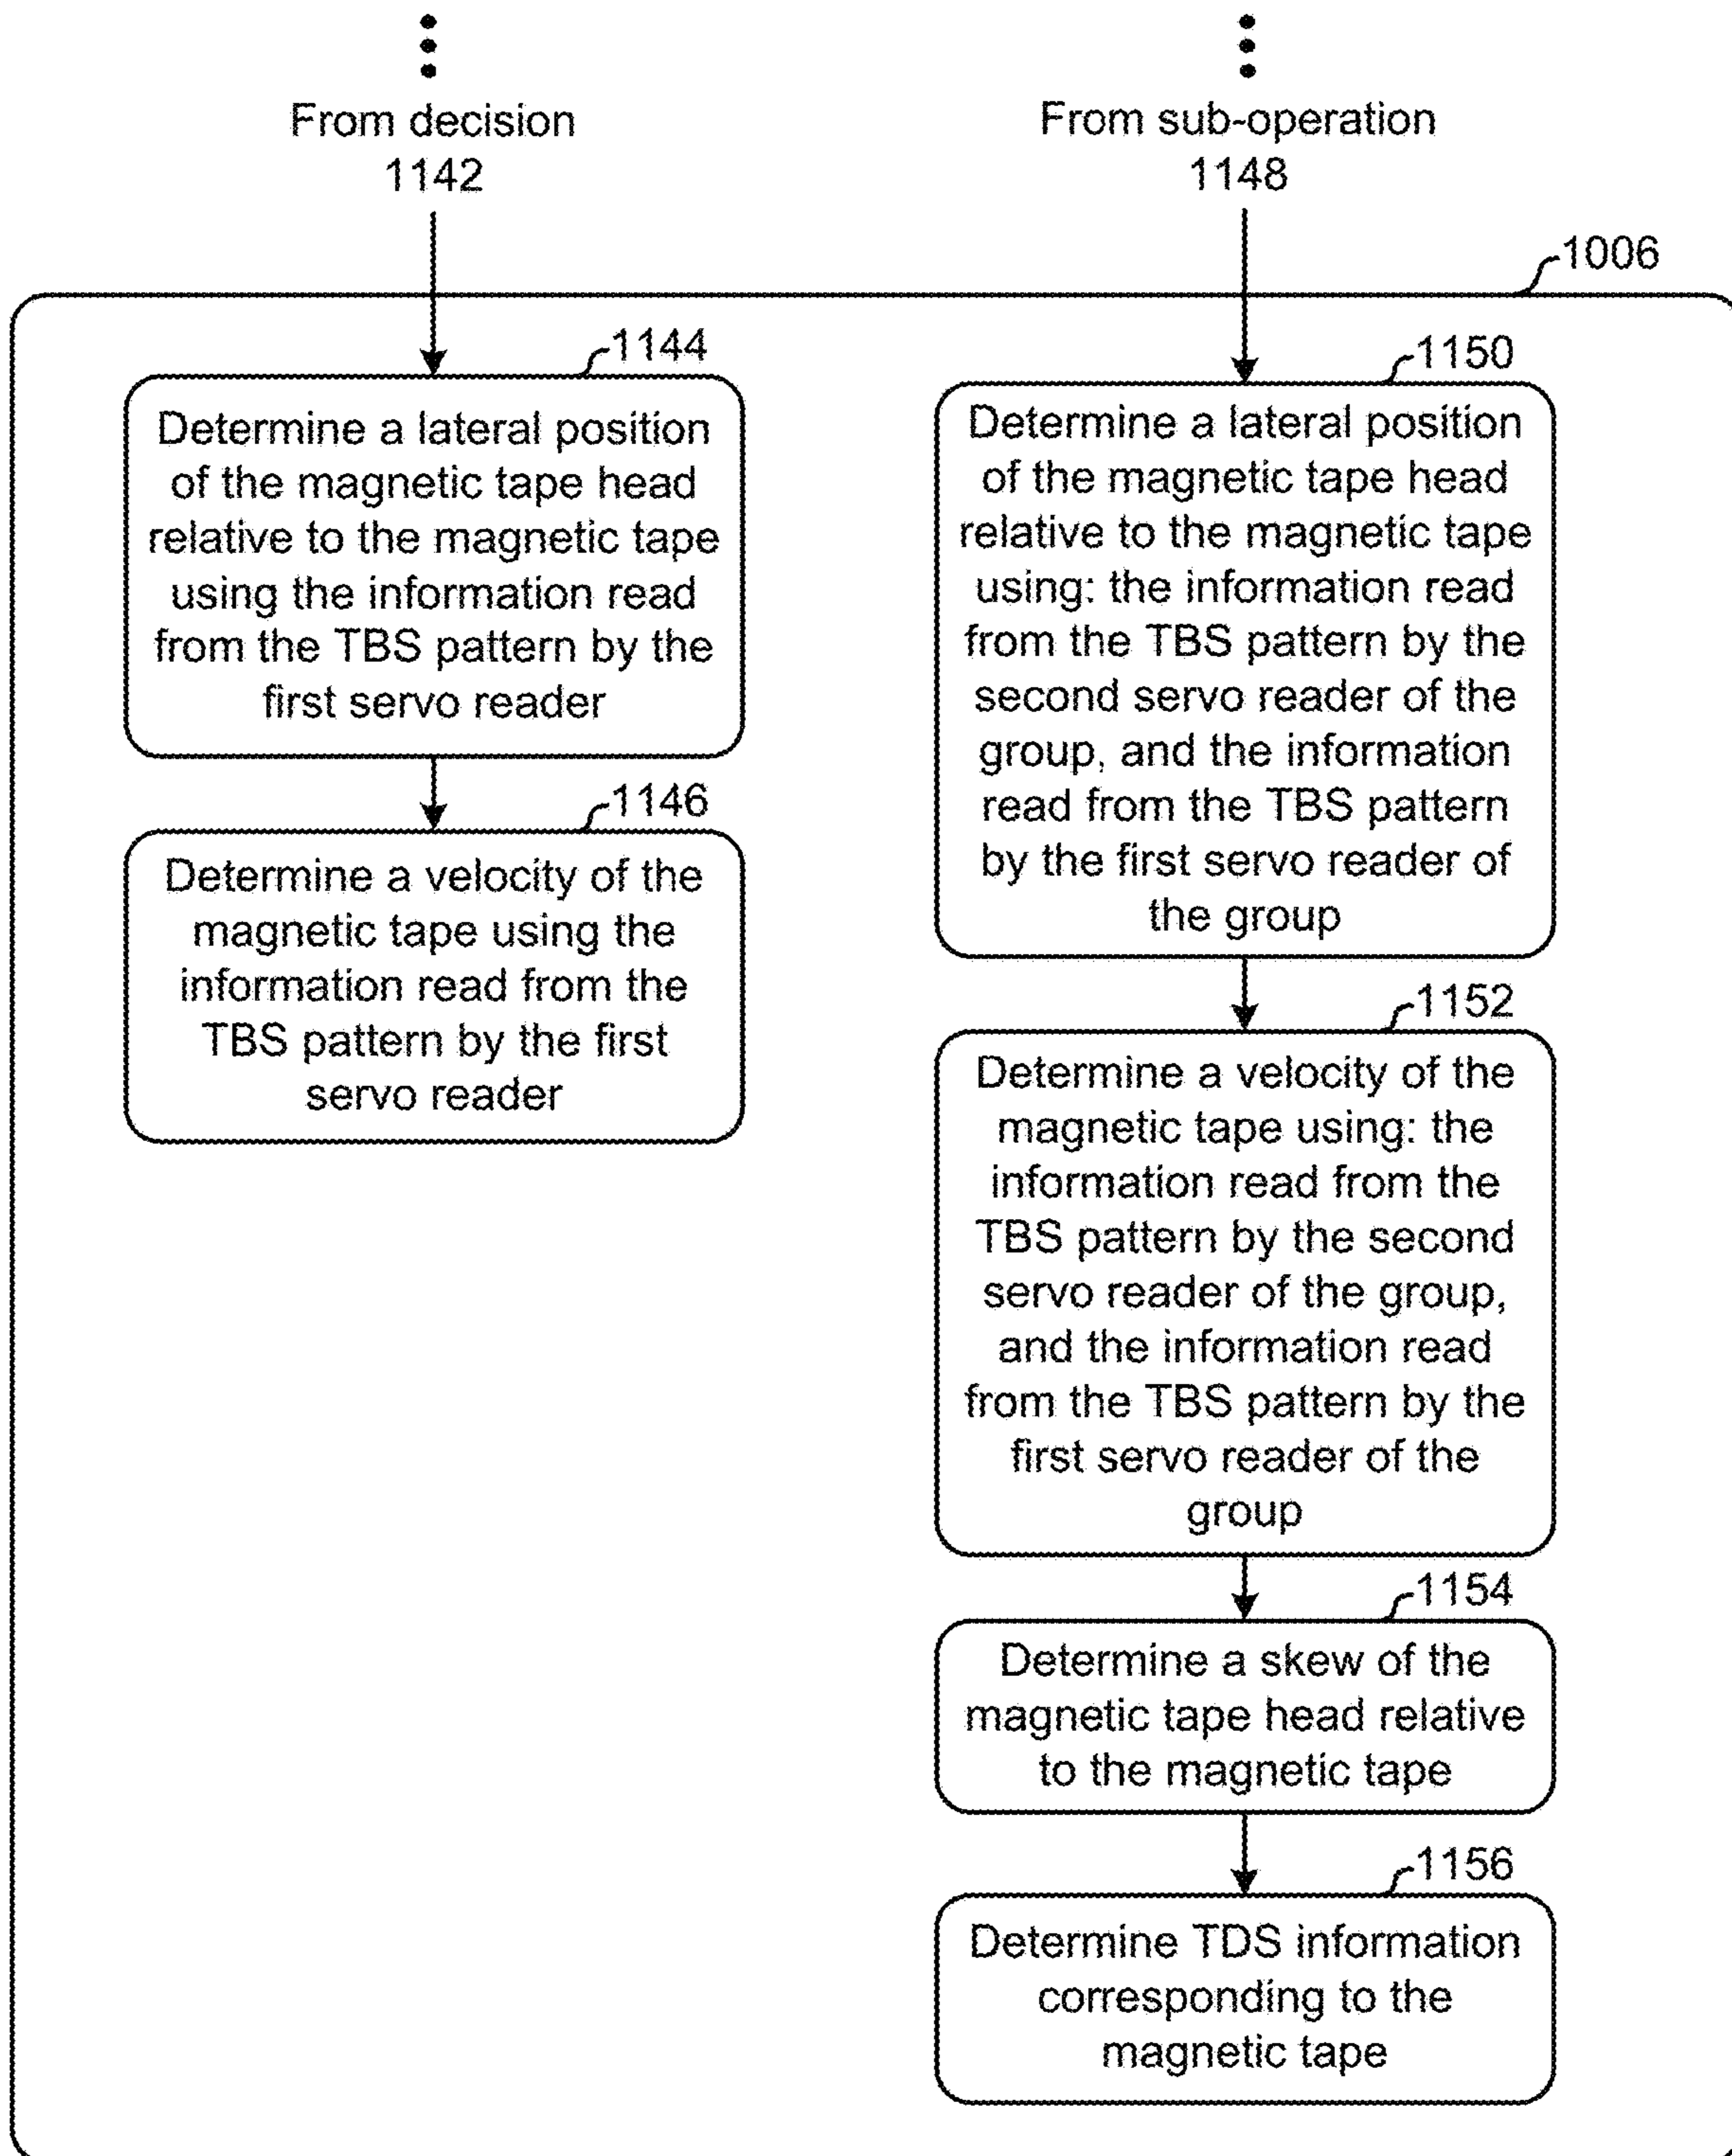 From decision
1142
From sub-operation
1148
1006
1144
Determine a lateral position
of the magnetic tape head
relative to the magnetic tape
using the information read
from the TBS pattern by the
first servo reader
1146
Determine a velocity of the
magnetic tape using the
information read from the
TBS pattern by the first
servo reader
1150
Determine a lateral position
of the magnetic tape head
relative to the magnetic tape
using: the information read
from the TBS pattern by the
second servo reader of the
group, and the information
read from the TBS pattern
by the first servo reader of
the group
1152
Determine a velocity of the
magnetic tape using: the
information read from the
TBS pattern by the second
servo reader of the group,
and the information read
from the TBS pattern by the
first servo reader of the
group
1154
Determine a skew of the
magnetic tape head relative
to the magnetic tape
1156
Determine TDS information
corresponding to the
magnetic tape